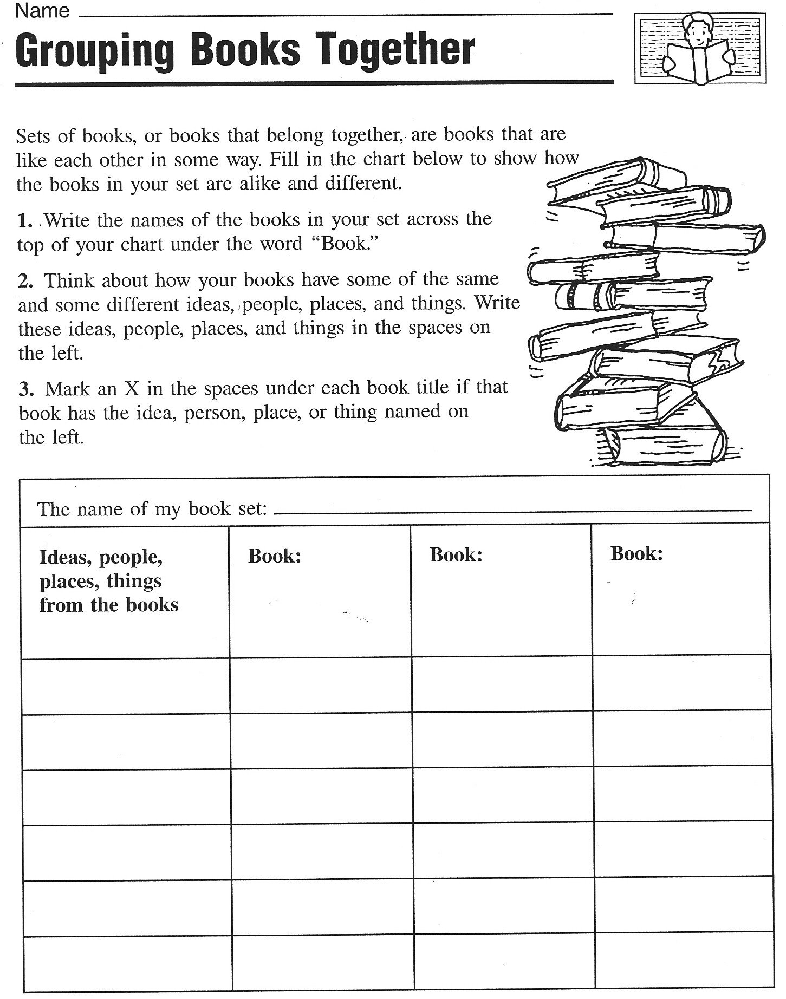 Name
Grouping Books Together
Sets of books, or books that belong together, are books that are
like each other in some way. Fill in the chart below to show how
the books in your set are alike and different.
1. Write the names of the books in your set across the
top of your chart under the word “Book.”
2. Think about how your books have some of the same
and some different ideas, people, places, and things. Write
these ideas, people, places, and things in the spaces on
the left.
3. Mark an X in the spaces under each book title if that
book has the idea, person, place, or thing named on
the left.
The name of my book set:
Ideas, people,
places, things
from the books
Book:
Book:
Book: